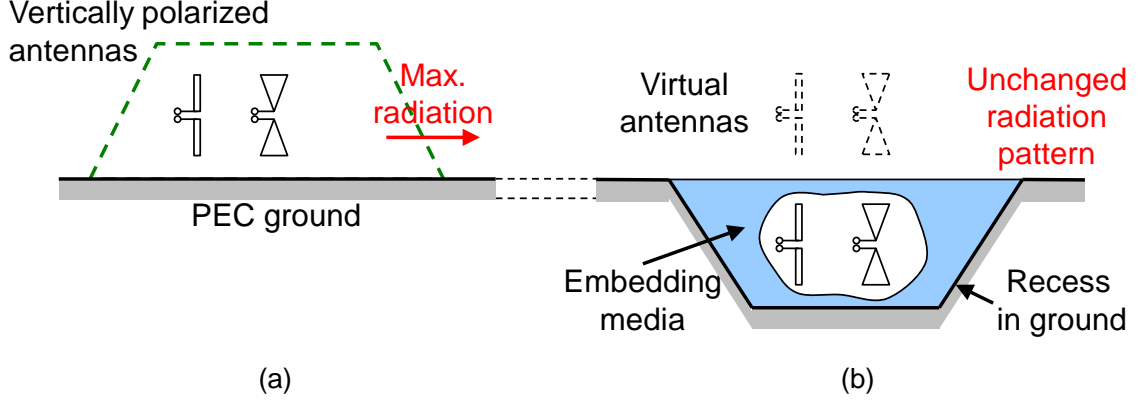 Vertically polarized
antennas
Max.
radiation
PEC ground
(a)
Virtual
antennas
Unchanged
radiation
pattern
Embedding
media
Recess
in ground
(b)